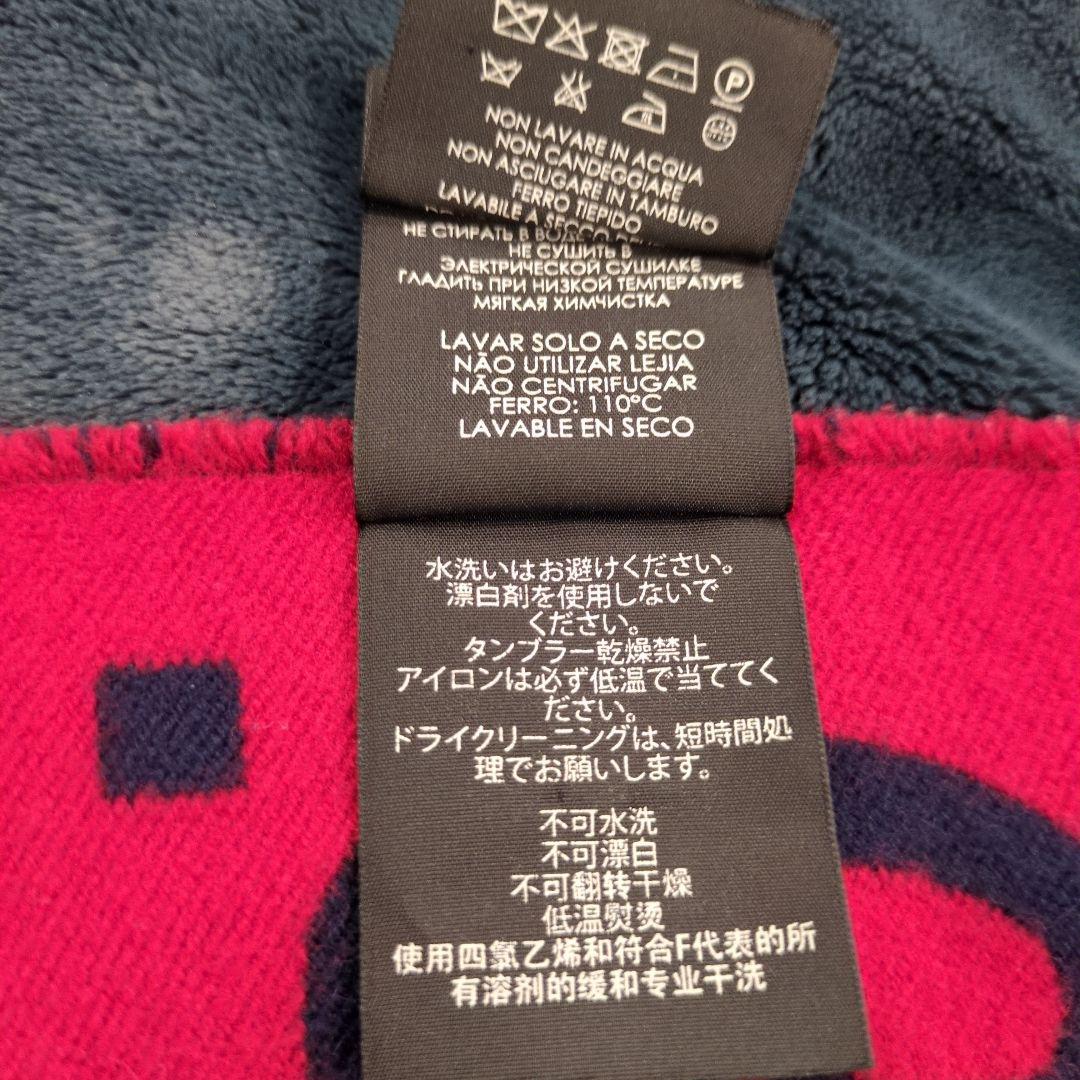 P
NON LAVARE IN ACQUA
NON CANDEGGIARE
NON ASCIUGARE IN TAMBURO
FERRO TIEPIDO
LAVABILE A SECCO
НЕ СТИРАТЬ В
НЕ СУШИТЬ В
ЭЛЕКТРИЧЕСКОЙ СУШИЛКЕ
ГЛАДИТЬ ПРИ НИЗКОЙ ТЕМПЕРАТУРЕ
МЯГКАЯ ХИМЧИСТКА
LAVAR SOLO A SECO
NÃO UTILIZAR LEJIA
NÃO CENTRIFUGAR
FERRO: 110°C
LAVABLE EN SECO
水洗いはお避けください。
漂白剤を使用しないで
ください。
タンブラー乾燥禁止
アイロンは必ず低温で当ててく
ださい。
ドライクリーニングは、短時間処
理でお願いします。
不可水洗
不可漂白
不可翻转干燥
低温熨烫
使用四氯乙烯和符合F代表的所
有溶剂的缓和专业干洗